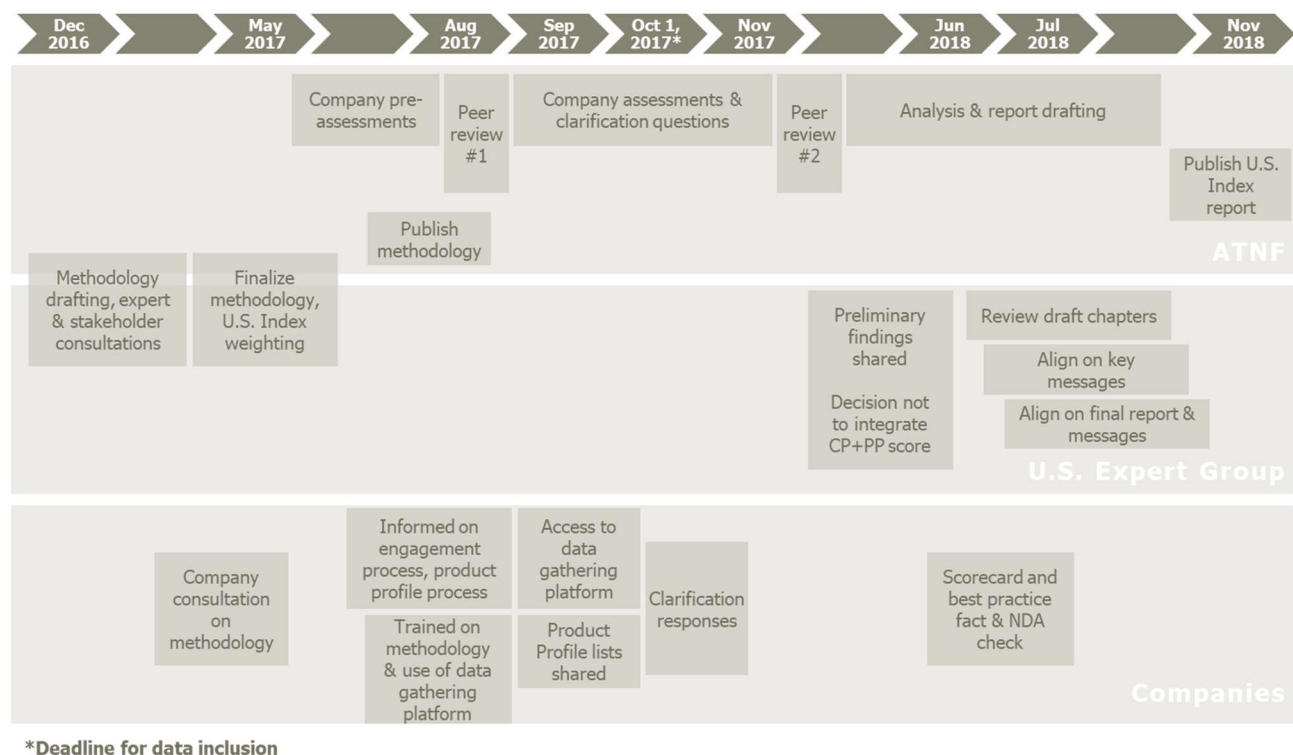 Dec
2016
May
2017
Aug
2017
Sep
2017
Oct 1,
2017*
Nov
2017
Jun
2018
Jul
2018
Nov
2018
Company pre-
assessments
Peer
review
#1
Company assessments &
clarification questions
Peer
review
#2
Analysis & report drafting
Publish U.S.
Index
report
Publish
methodology
ATNF
Methodology
drafting, expert
& stakeholder
consultations
Finalize
methodology,
U.S. Index
weighting
Preliminary
findings
shared
Decision not
to integrate
CP+PP score
Review draft chapters
Align on key
messages
Align on final report &
messages
U.S. Expert Group
Company
consultation
on
methodology
Informed on
engagement
process, product
profile process
Trained on
methodology
& use of data
gathering
platform
Access to
data
gathering
platform
Product
Profile lists
shared
Clarification
responses
Scorecard and
best practice
fact & NDA
check
Companies
*Deadline for data inclusion